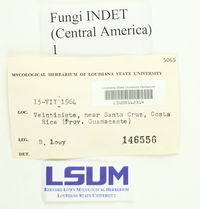 Fungi INDET
(Central America)
1
5065
MYCOLOGICAL HERBARIUM OF LOUISIANA STATE UNIVERSITY
15-VII 1964
LOC. Veintisiete, near Santa Cruz, Costa
Rica (Prov. Guanacaste)
LEG. B. Lowy
146556
LSUM
BERNARD LOWY MYCOLOGICAL HERBARIUM
LOUISIANA STATE UNIVERSITY